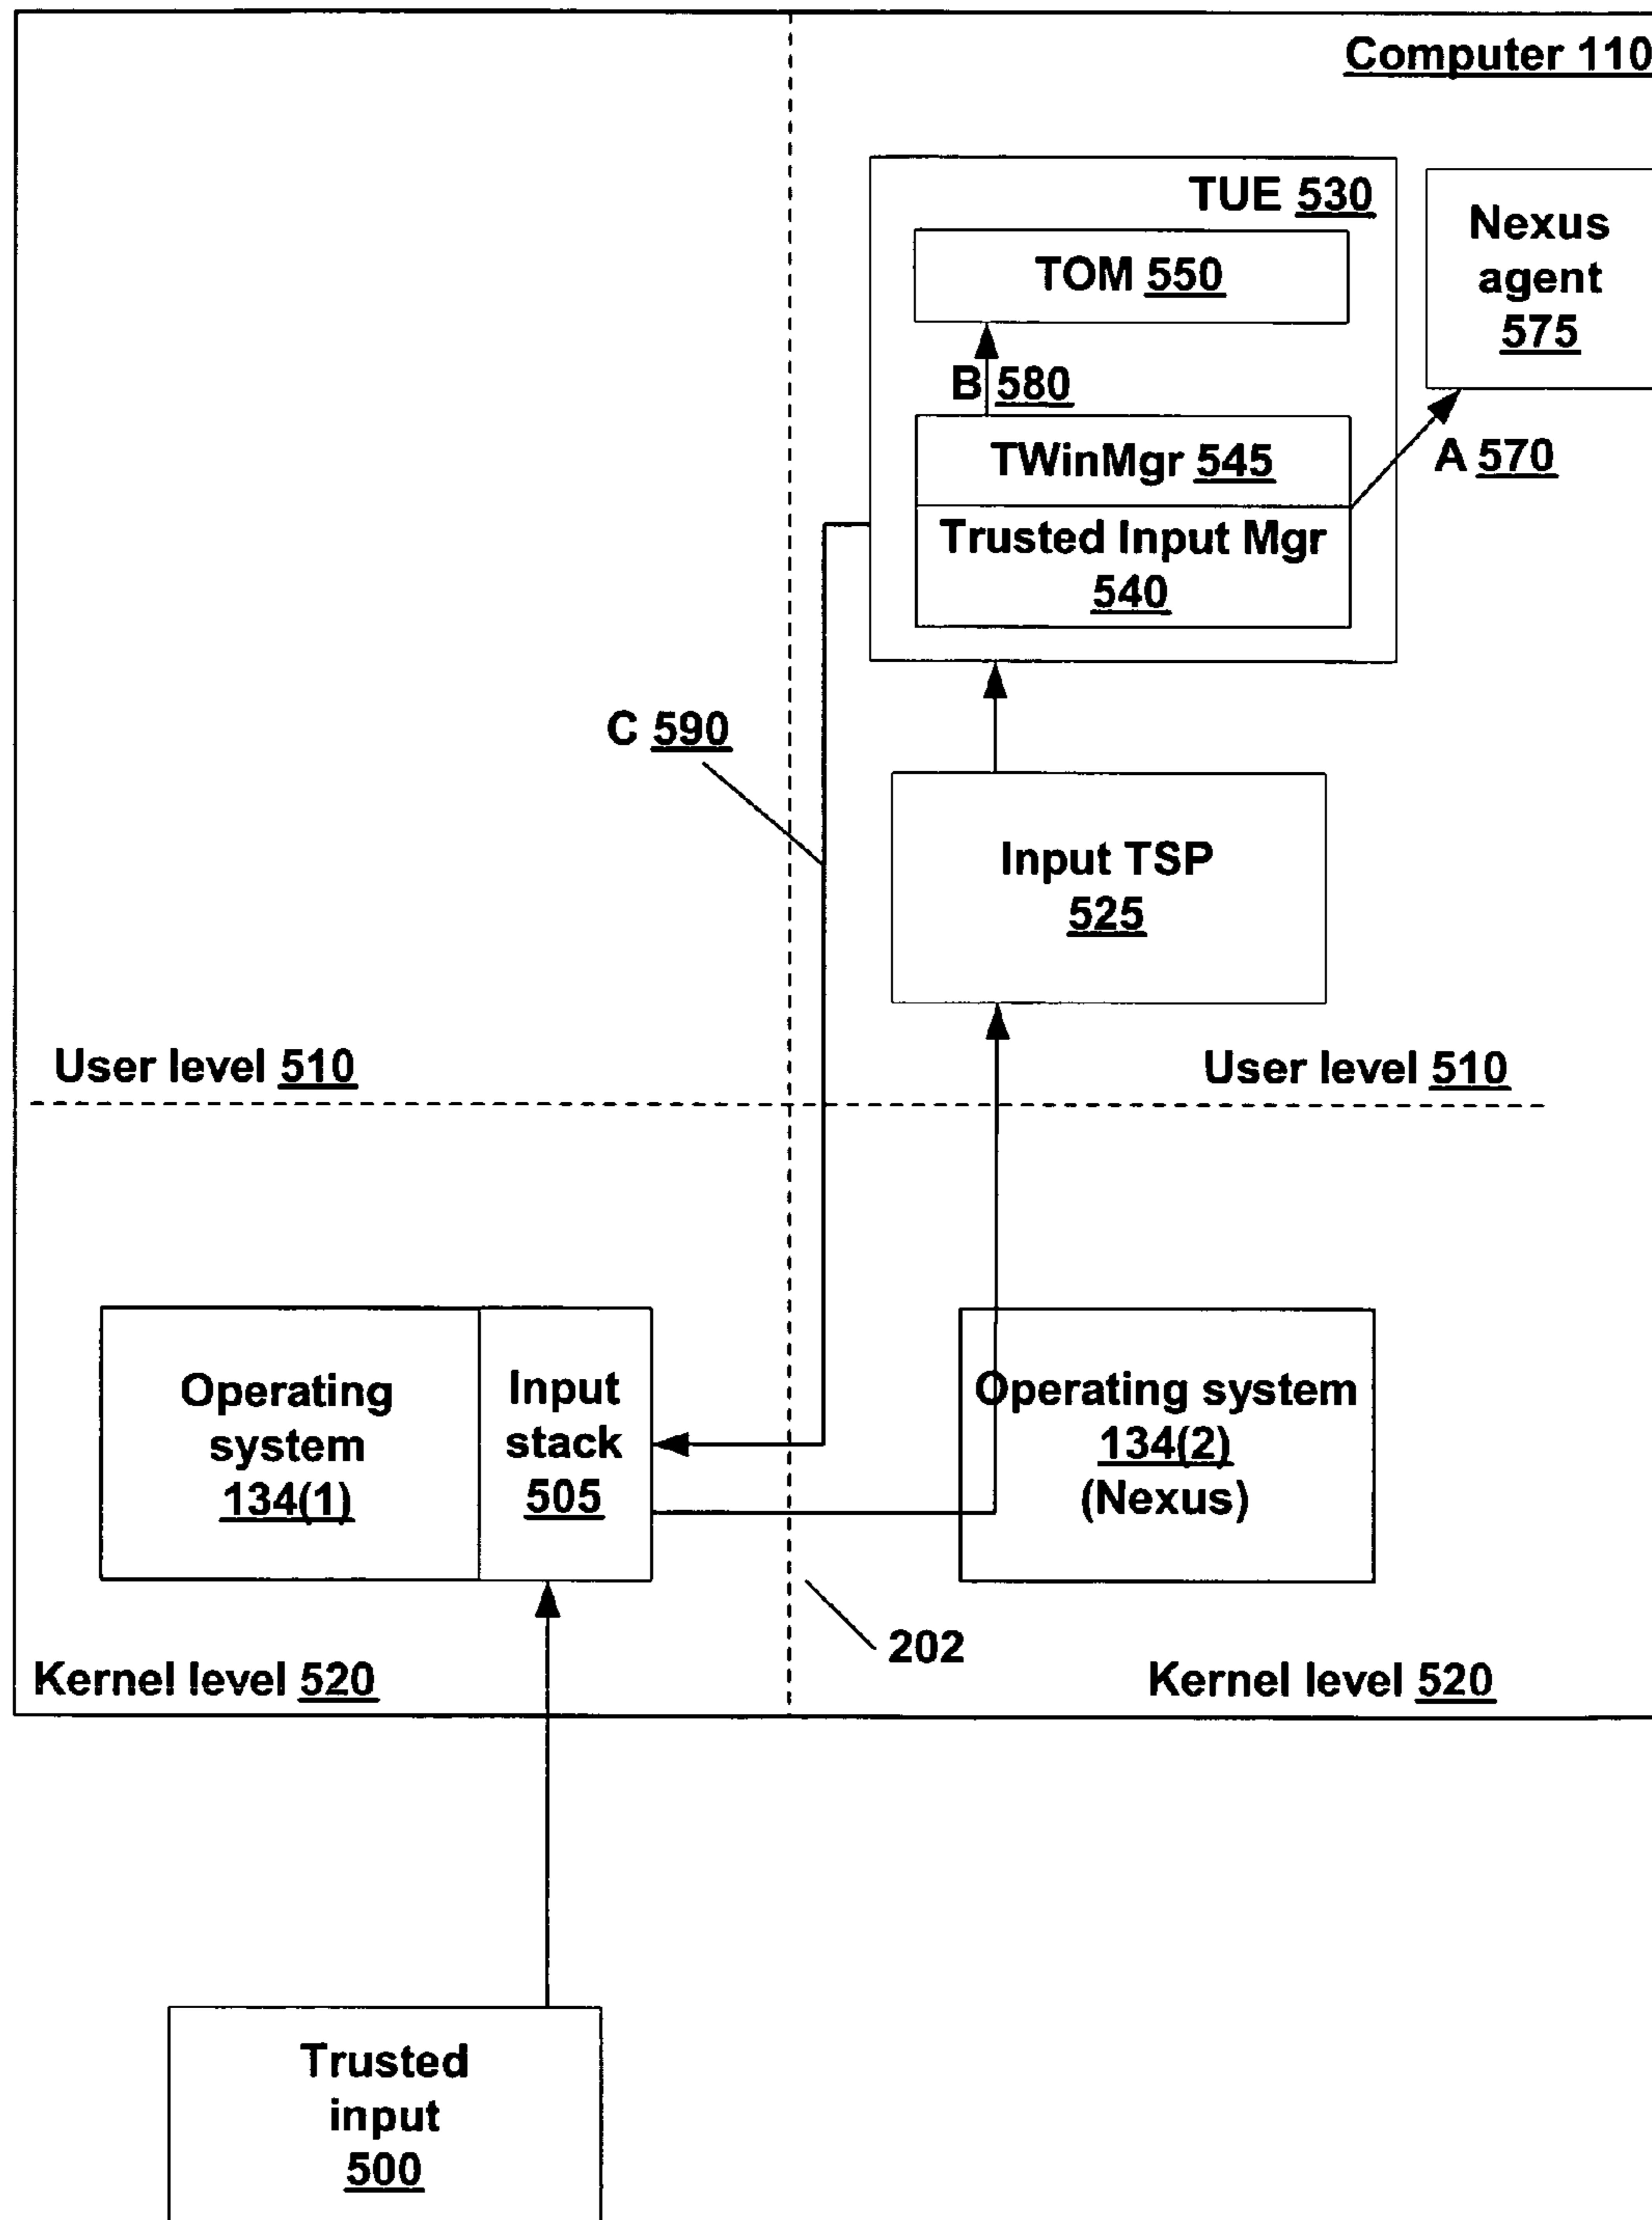 Computer 110
TUE 530
TOM 550
Nexus
agent
575
B 580
TWinMgr 545
A 570
Trusted Input Mgr
540
C 590
Input TSP
525
User level 510
User level 510
Operating
system
134(1)
Input
stack
505
Operating system
134(2)
(Nexus)
202
Kernel level 520
Kernel level 520
Trusted
input
500